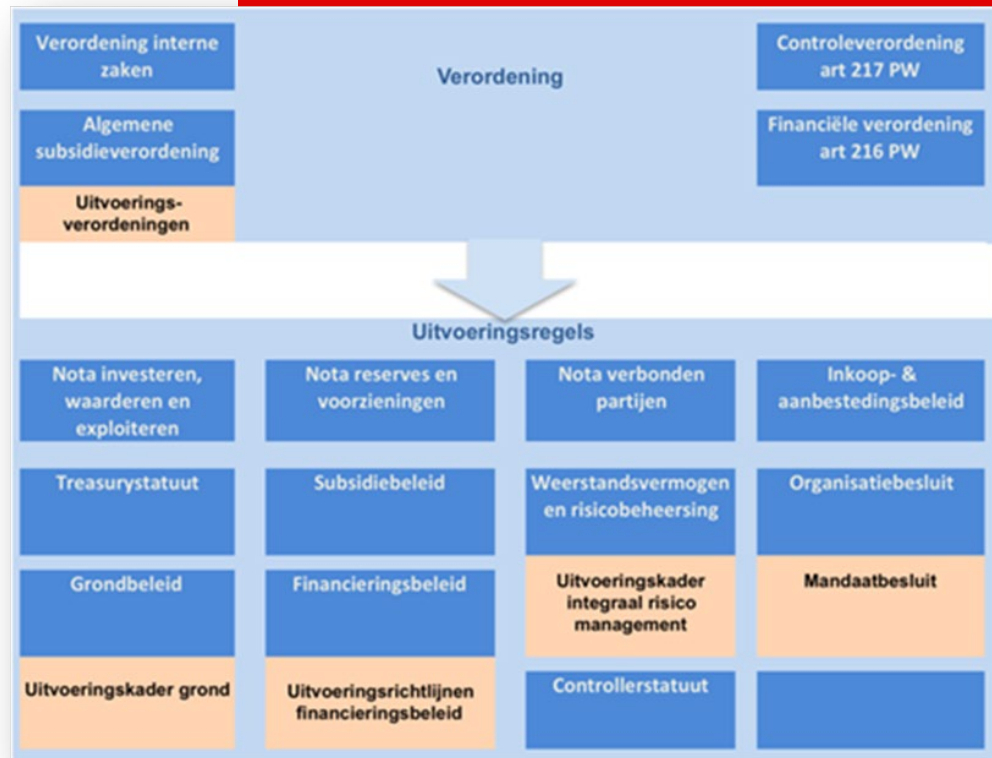 Verordening interne
zaken
Verordening
Controleverordening
art 217 PW
Algemene
subsidieverordening
Financiële verordening
art 216 PW
Uitvoerings-
verordeningen
Uitvoeringsregels
Nota investeren,
waarderen en
exploiteren
Nota reserves en
voorzieningen
Nota verbonden
partijen
Inkoop- &
aanbestedingsbeleid
Treasurystatuut
Subsidiebeleid
Weerstandsvermogen
en risicobeheersing
Organisatiebesluit
Grondbeleid
Financieringsbeleid
Uitvoeringskader
integraal risico
management
Mandaatbesluit
Uitvoeringskader grond
Uitvoeringsrichtlijnen
financieringsbeleid
Controllerstatuut